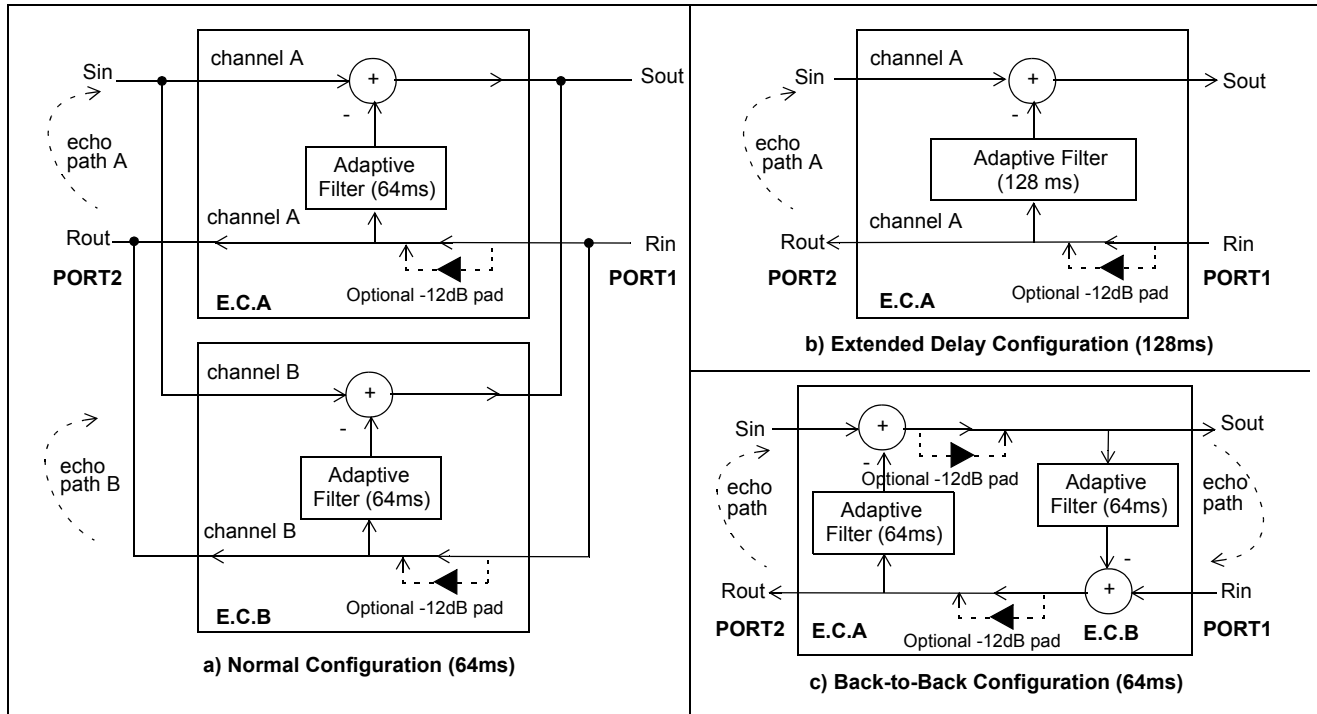 channel A
Sin
+
Sout
-
echo
path A
Adaptive
Filter (64ms)
channel A
Rout
Rin
PORT2
PORT1
Optional -12dB pad
E.C.A
channel B
+
-
echo
path B
Adaptive
Filter (64ms)
channel B
Optional -12dB pad
E.C.B
a) Normal Configuration (64ms)
channel A
Sin
+
Sout
-
echo
path A
Adaptive Filter
(128 ms)
channel A
Rout
Rin
PORT2
PORT1
Optional -12dB pad
E.C.A
b) Extended Delay Configuration (128ms)
Sin
+
Sout
-
Optional -12dB pad
echo
path
Adaptive
Filter (64ms)
Adaptive
Filter (64ms)
echo
path
-
+
Rout
Rin
PORT2
E.C.A
Optional -12dB pad
E.C.B
PORT1
c) Back-to-Back Configuration (64ms)